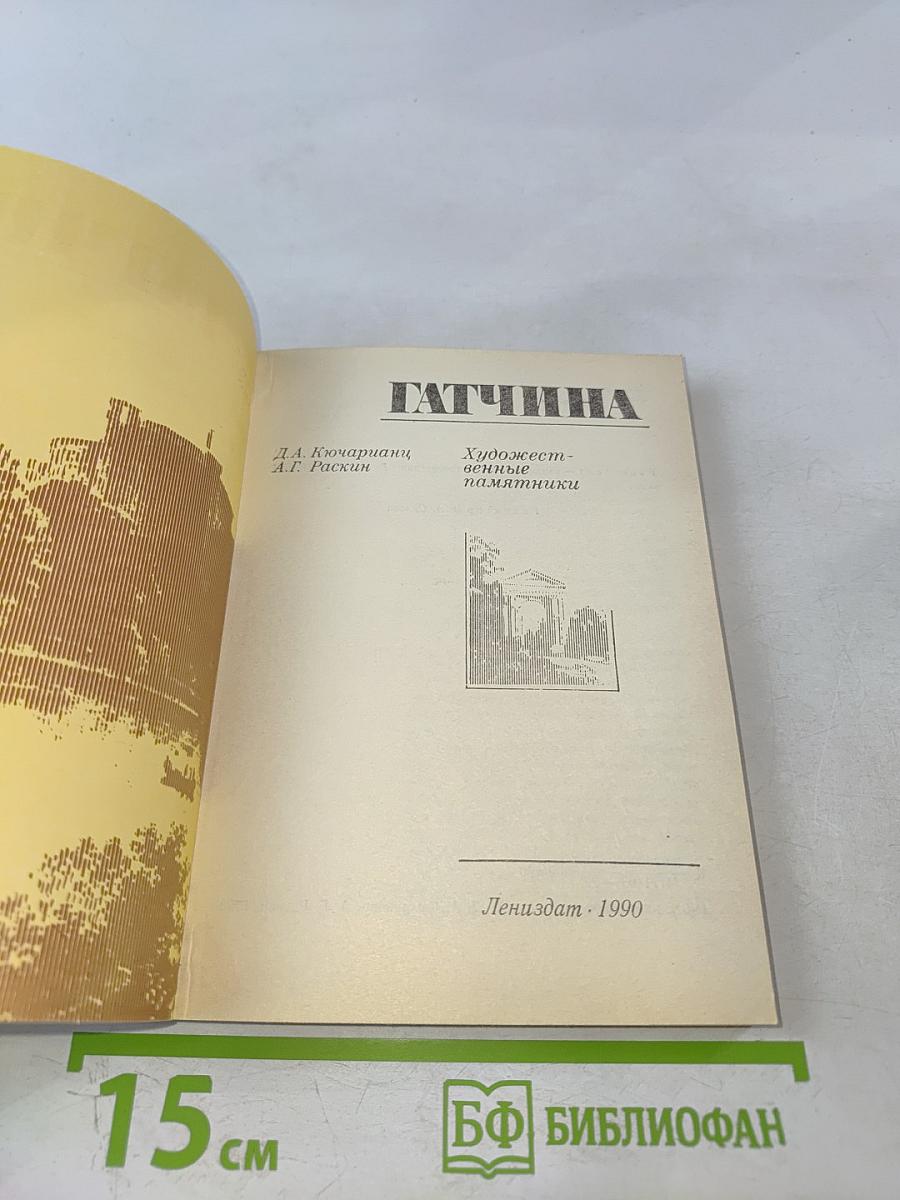 ГАТЧИНА
Д.А. Кючарианц
А.Г. Раскин
Художест-
венные
памятники
Лениздат · 1990
15 см
БФ БИБЛИОФАН